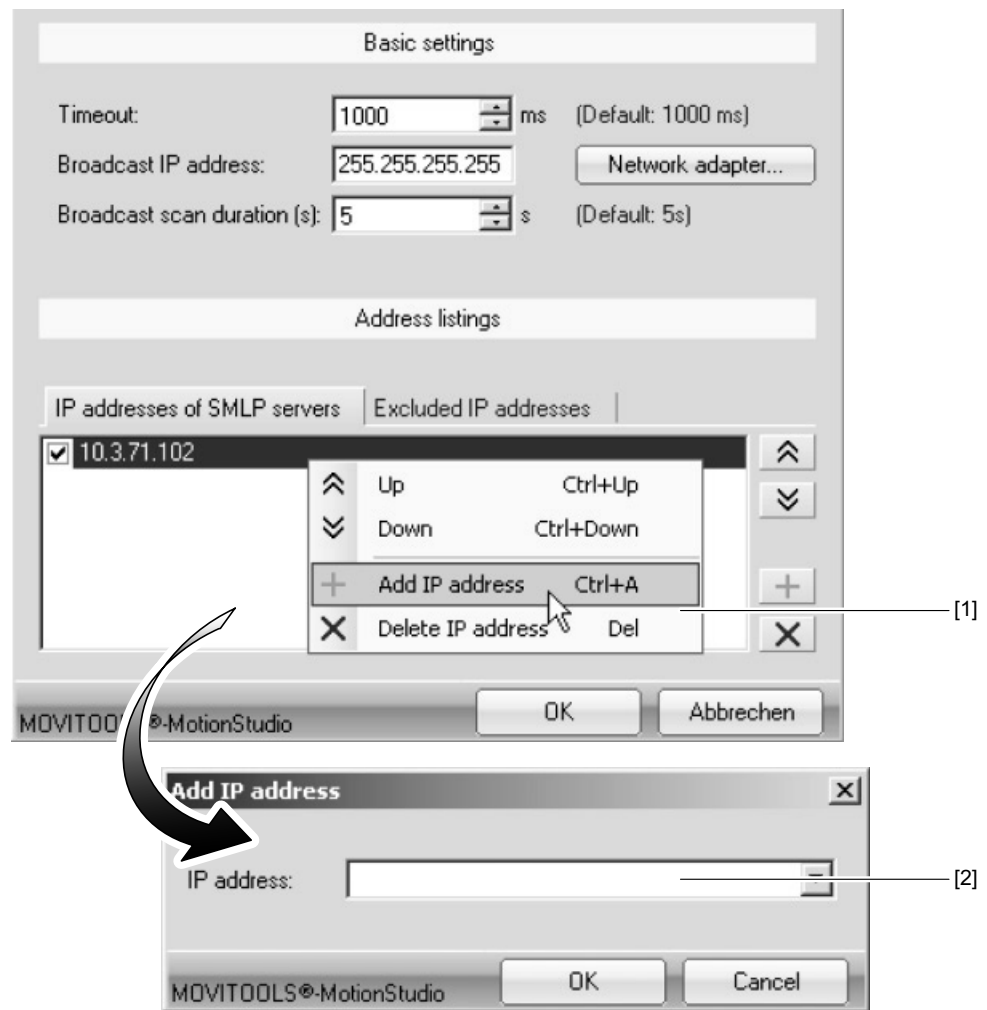 Basic settings
Timeout: 1000 ms (Default: 1000 ms)
Broadcast IP address: 255.255.255.255 Network adapter...
Broadcast scan duration (s): 5 s (Default: 5s)
Address listings
IP addresses of SMLP servers Excluded IP addresses
10.3.71.102
Up Ctrl+Up
Down Ctrl+Down
Add IP address Ctrl+A
[1]
Delete IP address Del
MOVITOO ®-MotionStudio OK Abbrechen
Add IP address
IP address: [2]
MOVITOOLS®-MotionStudio OK Cancel